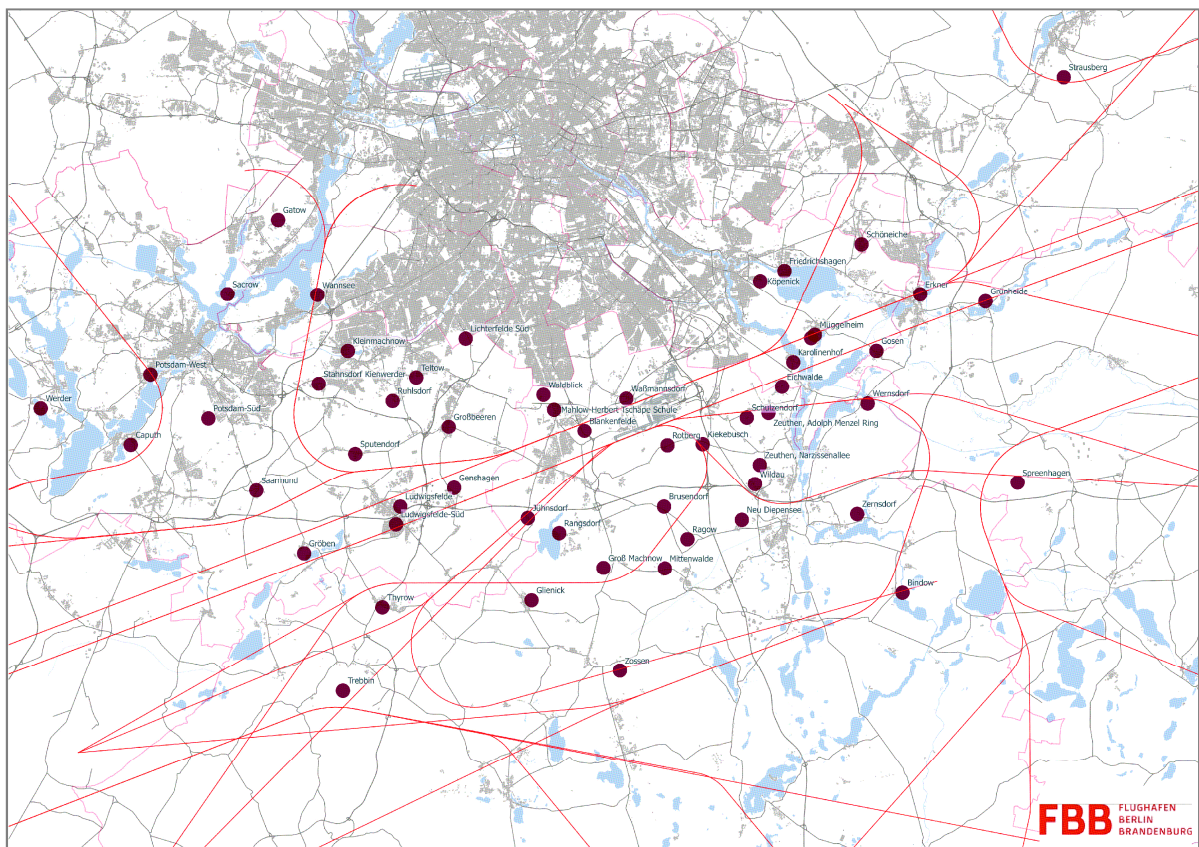 Strausberg
Gatow
Schöneiche
Friedrichshagen
Köpenick
Sacrow
Wannsee
Erkner
Grünheide
Müggelheim
Lichterfelde Süd
Kleinmachnow
Gosen
Karolinenhof
Potsdam-West
Teltow
Stahnsdorf Kienwerder
Eichwalde
Ruhlsdorf
Waldblick
Waßmannsdorf
Wernsdorf
Werder
Mahlow-Herbert Tschäpe Schule
Potsdam-Süd
Schulzendorf
Zeuthen, Adolph Menzel Ring
Großbeeren
Blankenfelde
Caputh
Rotberg
Kiekebusch
Sputendorf
Zeuthen, Narzissenallee
Wildau
Saarmund
Genshagen
Spreenhagen
Ludwigsfelde
Brusendorf
Ludwigsfelde-Süd
Jühnsdorf
Neu Diepensee
Zernsdorf
Rangsdorf
Ragow
Gröben
Groß Machnow
Mittenwalde
Bindow
Glienick
Thyrow
Zossen
Trebbin
FBB
FLUGHAFEN
BERLIN
BRANDENBURG